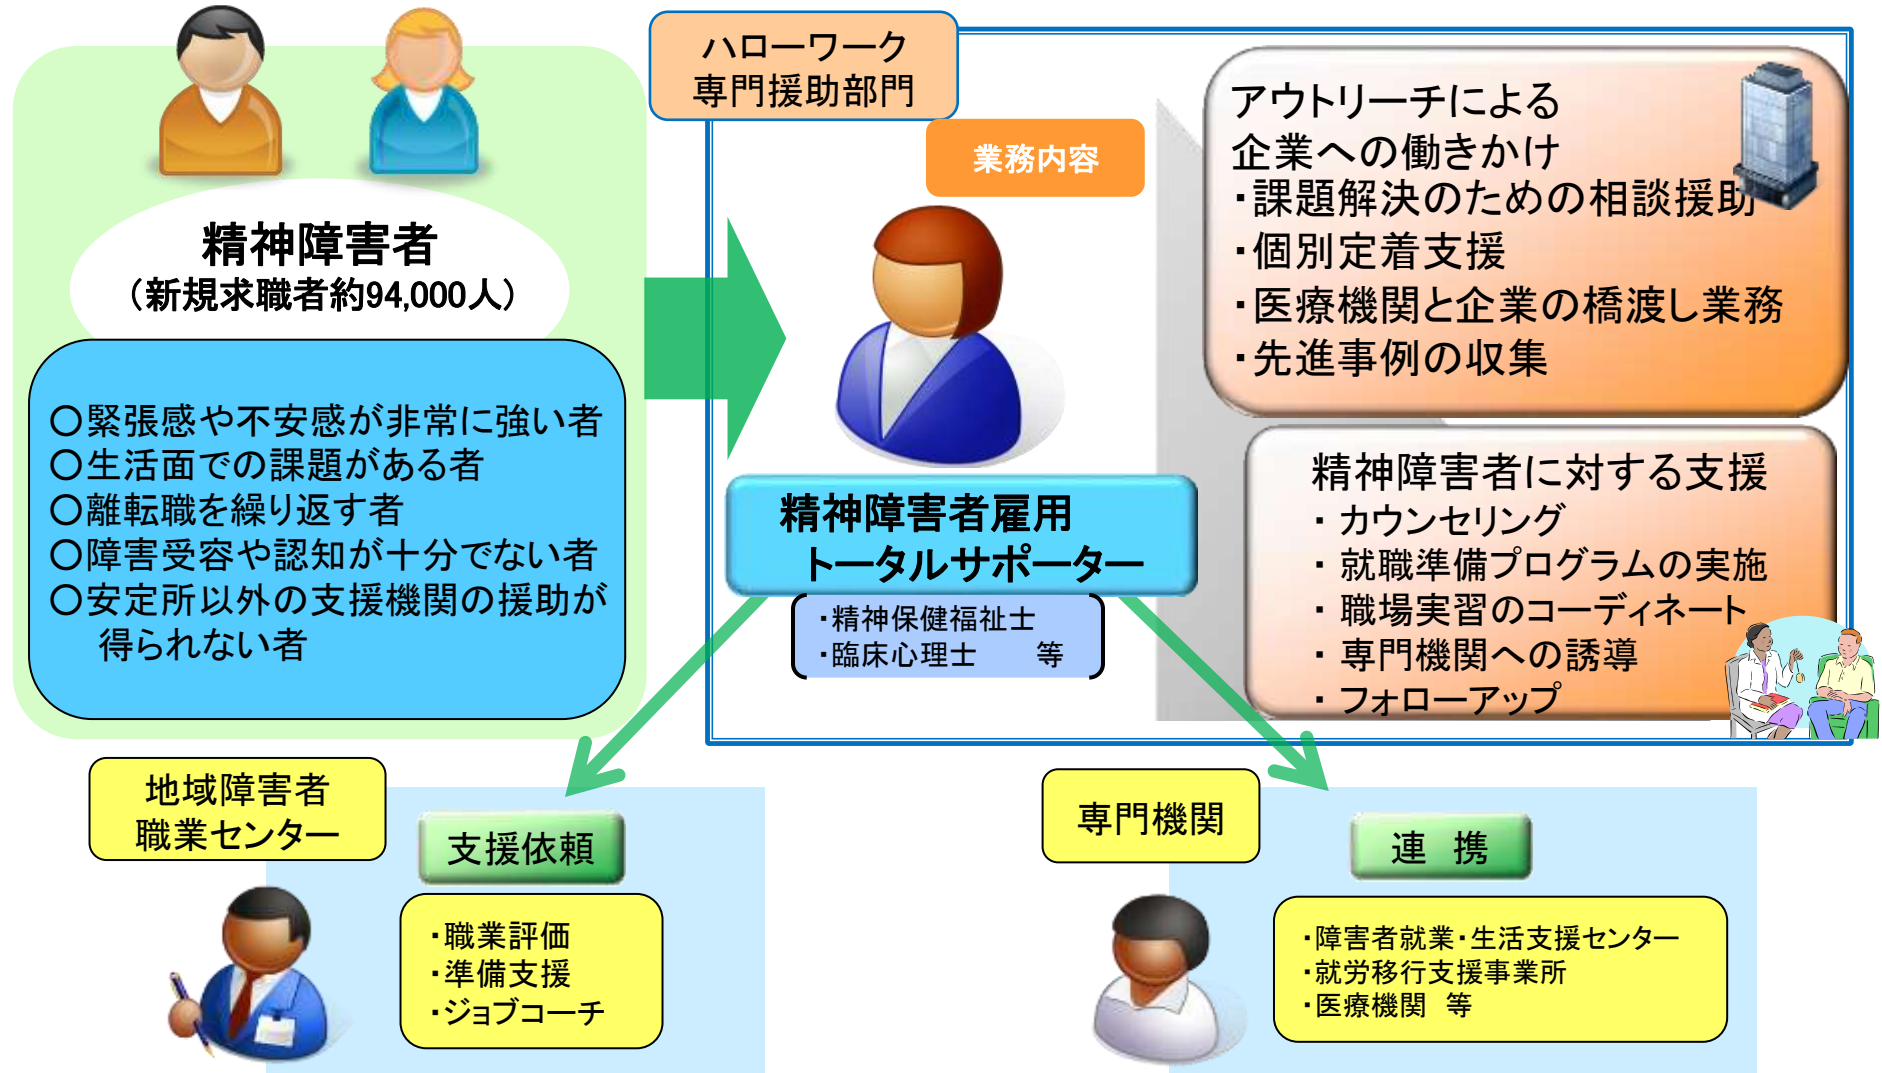 精神障害者
（新規求職者約94,000人）
〇緊張感や不安感が非常に強い者
〇生活面での課題がある者
〇離転職を繰り返す者
〇障害受容や認知が十分でない者
〇安定所以外の支援機関の援助が
得られない者
ハローワーク
専門援助部門
業務内容
精神障害者雇用
トータルサポーター
・精神保健福祉士
・臨床心理士　　等
アウトリーチによる
企業への働きかけ
・課題解決のための相談援助
・個別定着支援
・医療機関と企業の橋渡し業務
・先進事例の収集
精神障害者に対する支援
・カウンセリング
・就職準備プログラムの実施
・職場実習のコーディネート
・専門機関への誘導
・フォローアップ
地域障害者
職業センター
支援依頼
・職業評価
・準備支援
・ジョブコーチ
専門機関
連　携
・障害者就業・生活支援センター
・就労移行支援事業所
・医療機関　等